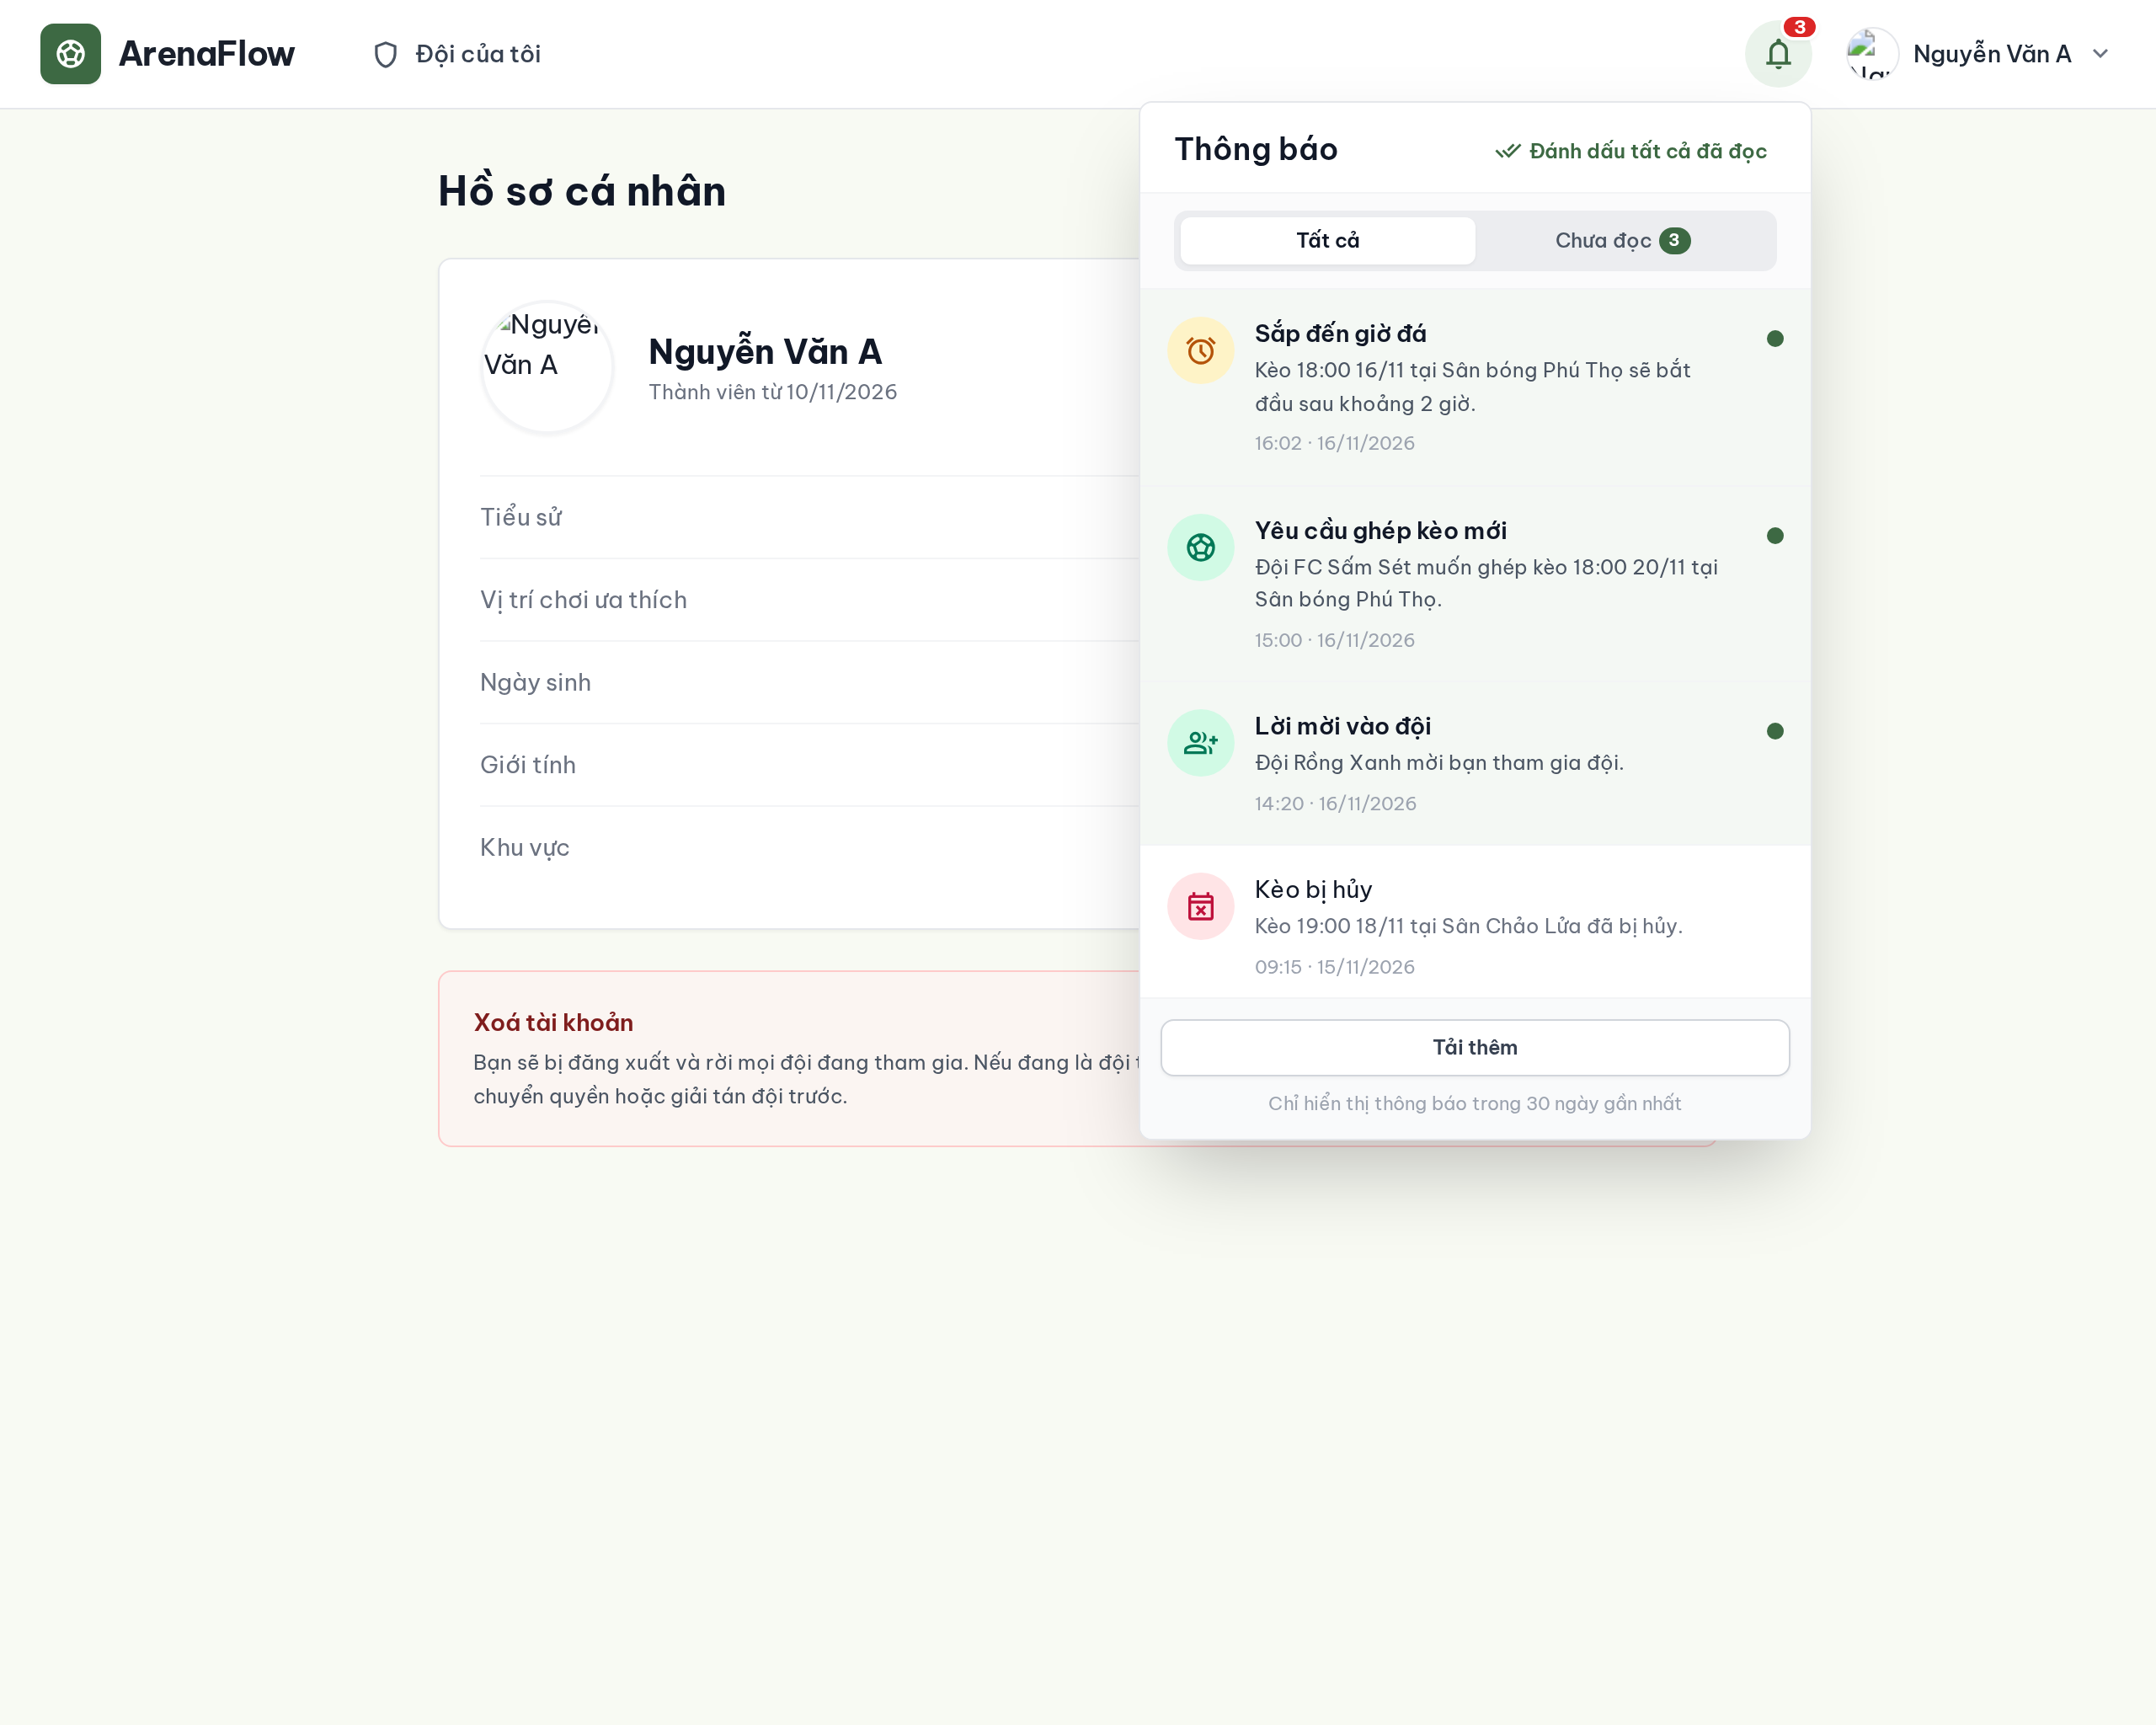 ArenaFlow
Đội của tôi
3
Nguyễn Văn A
Hồ sơ cá nhân
Nguyễn
Văn A
Nguyễn Văn A
Thành viên từ 10/11/2026
Tiểu sử
Vị trí chơi ưa thích
Ngày sinh
Giới tính
Khu vực
Xoá tài khoản
Bạn sẽ bị đăng xuất và rời mọi đội đang tham gia. Nếu đang là đội
chuyển quyền hoặc giải tán đội trước.
Thông báo
Đánh dấu tất cả đã đọc
Tất cả
Chưa đọc 3
Sắp đến giờ đá
Kèo 18:00 16/11 tại Sân bóng Phú Thọ sẽ bắt
đầu sau khoảng 2 giờ.
16:02 · 16/11/2026
Yêu cầu ghép kèo mới
Đội FC Sấm Sét muốn ghép kèo 18:00 20/11 tại
Sân bóng Phú Thọ.
15:00 · 16/11/2026
Lời mời vào đội
Đội Rồng Xanh mời bạn tham gia đội.
14:20 · 16/11/2026
Kèo bị hủy
Kèo 19:00 18/11 tại Sân Chảo Lửa đã bị hủy.
09:15 · 15/11/2026
Tải thêm
Chỉ hiển thị thông báo trong 30 ngày gần nhất